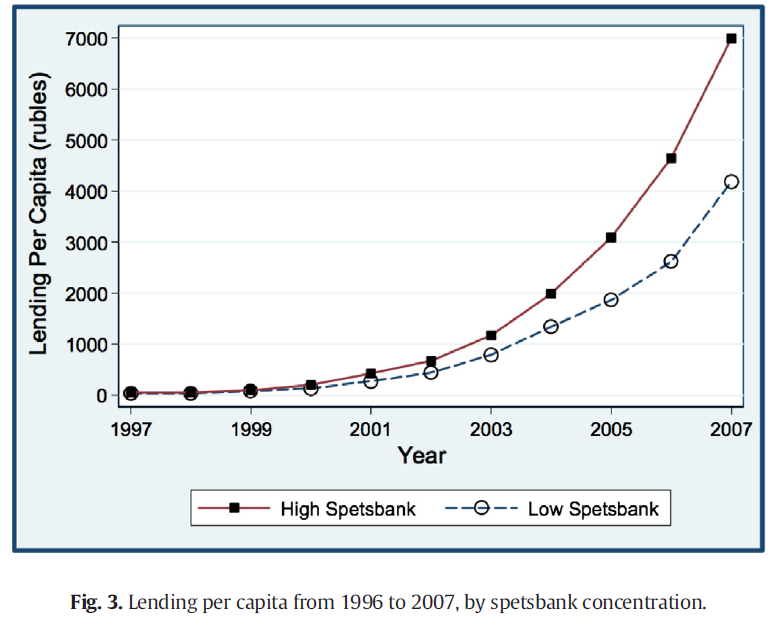 Lending Per Capita (rubles)
7000
6000
5000
4000
3000
2000
1000
0
1997 1999 2001 2003 2005 2007
Year
High Spetsbank Low Spetsbank
Fig. 3. Lending per capita from 1996 to 2007, by spetsbank concentration.